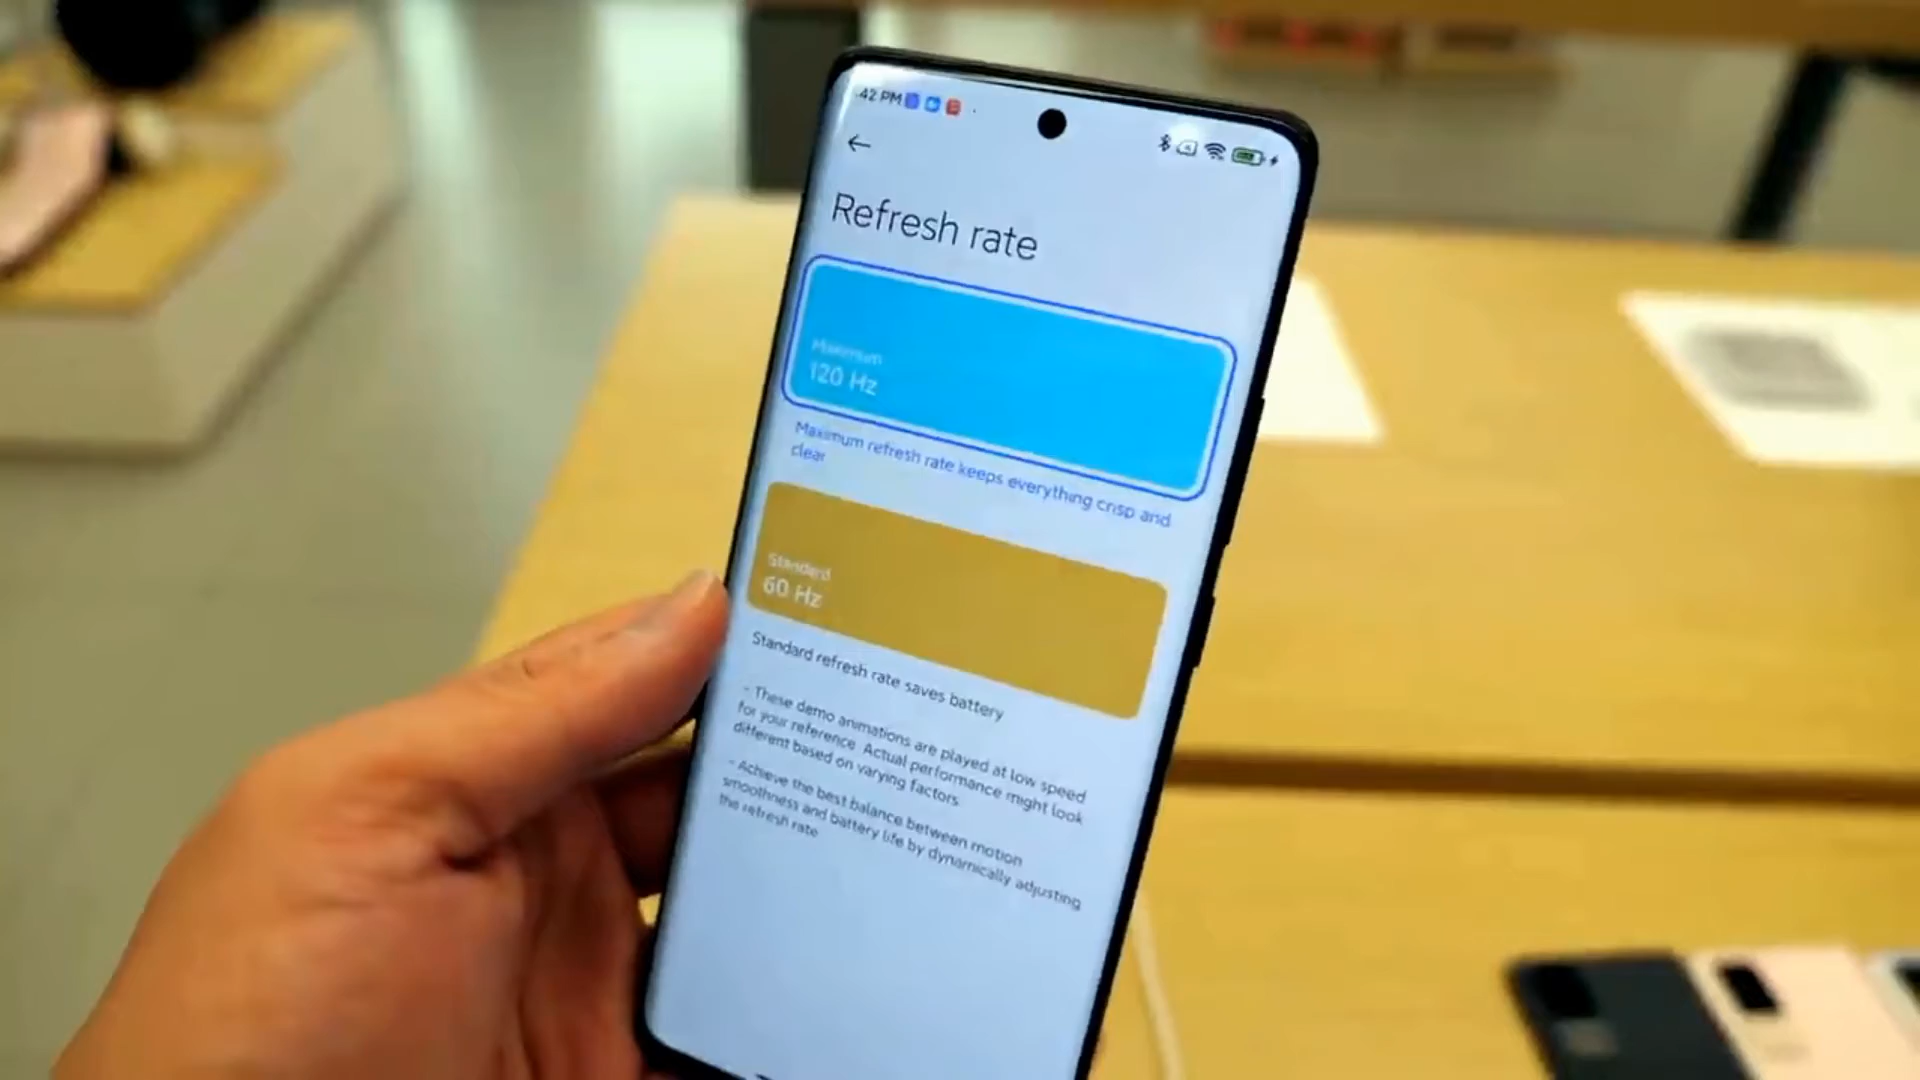 :42 PM
Refresh rate
Maximum
120 Hz
Maximum refresh rate keeps everything crisp and
clear
Standard
60 Hz
Standard refresh rate saves battery
- These demo animations are played at low speed
for your reference. Actual performance might look
different based on varying factors.
- Achieve the best balance between motion
smoothness and battery life by dynamically adjusting
the refresh rate